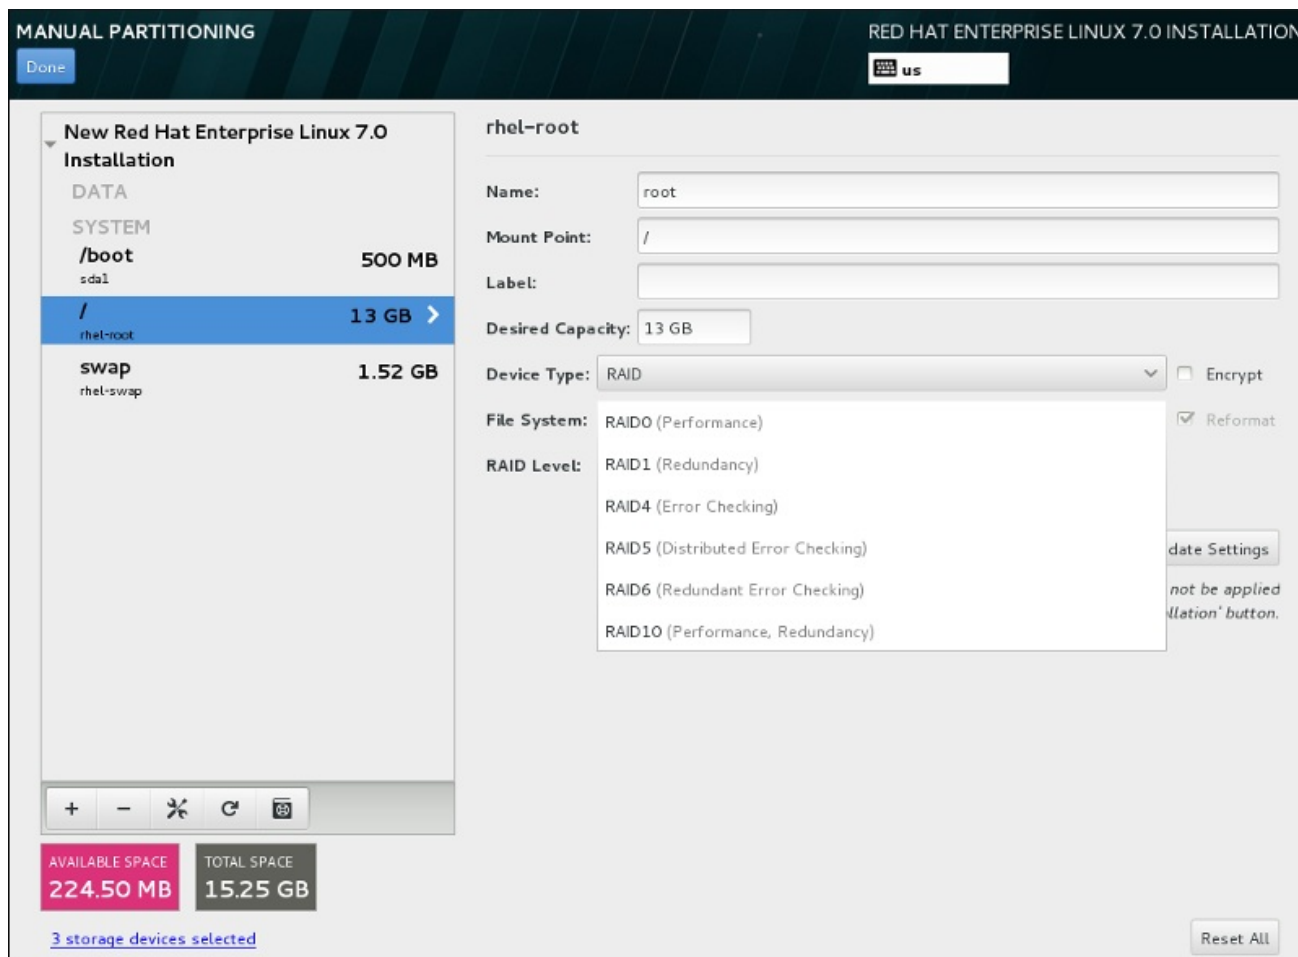 MANUAL PARTITIONING
RED HAT ENTERPRISE LINUX 7.0 INSTALLATION
Done
us
New Red Hat Enterprise Linux 7.0
Installation
DATA
SYSTEM
/boot
500 MB
sda1
/
13 GB
rhel-root
swap
1.52 GB
rhel-swap
+ −
AVAILABLE SPACE
224.50 MB
TOTAL SPACE
15.25 GB
3 storage devices selected
rhel-root
Name: root
Mount Point: /
Label:
Desired Capacity: 13 GB
Device Type: RAID
Encrypt
File System:
Reformat
RAID Level:
RAID0 (Performance)
RAID1 (Redundancy)
RAID4 (Error Checking)
RAID5 (Distributed Error Checking)
RAID6 (Redundant Error Checking)
RAID10 (Performance, Redundancy)
date Settings
not be applied
llation' button.
Reset All